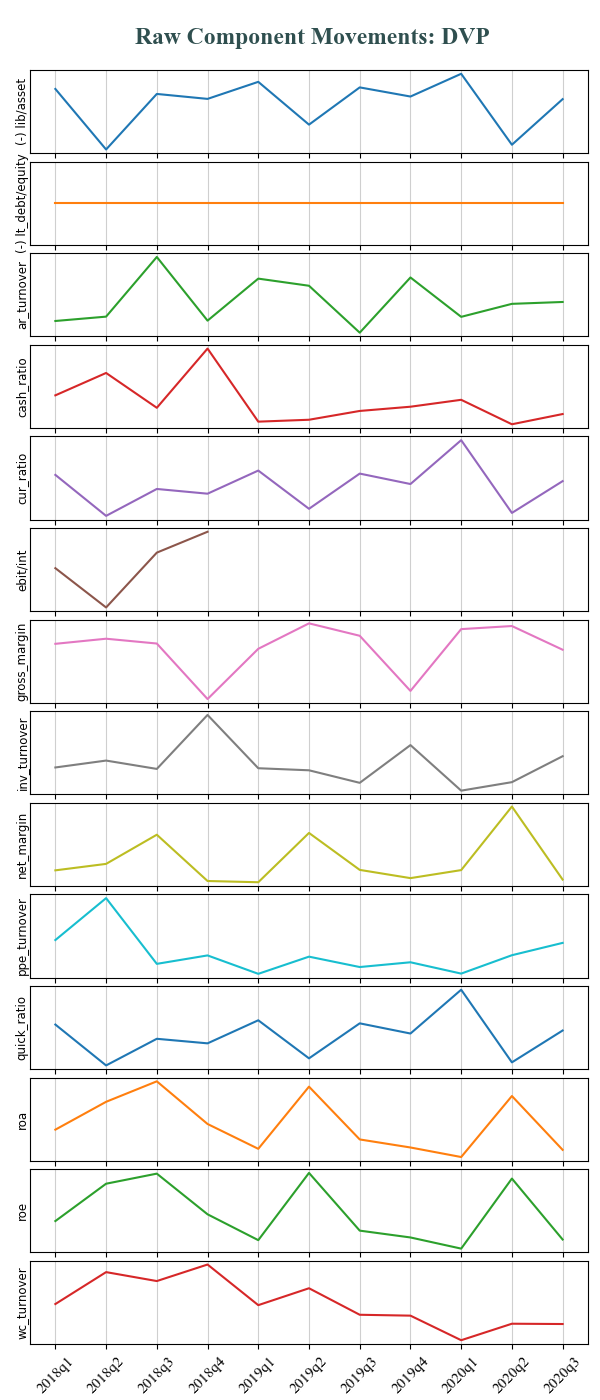 Raw Component Movements: DVP
(-) lib/asset
(-) lt_debt/equity
ar_turnover
cash_ratio
cur_ratio
ebit/int
gross_margin
inv_turnover
net_margin
ppe_turnover
quick_ratio
roa
roe
wc_turnover
2018q1 2018q2 2018q3 2018q4 2019q1 2019q2 2019q3 2019q4 2020q1 2020q2 2020q3